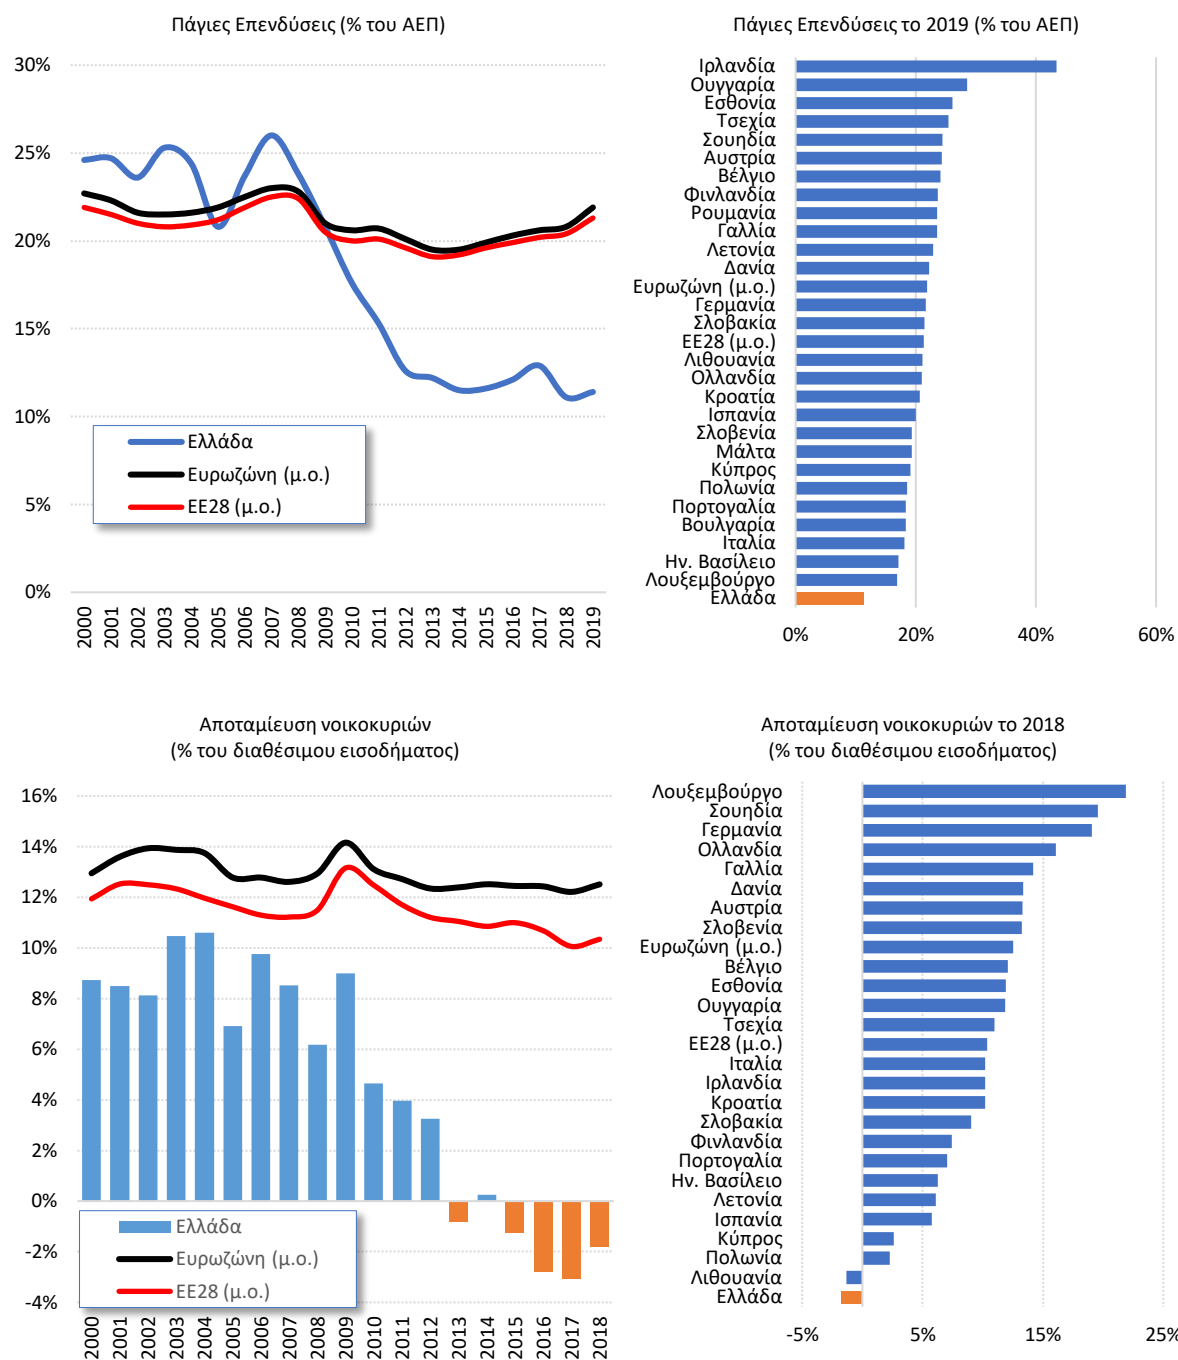 Πάγιες Επενδύσεις (% του ΑΕΠ)
30%
25%
20%
15%
10%
5%
0%
Ελλάδα
Ευρωζώνη (μ.ο.)
ΕΕ28 (μ.ο.)
2000
2001
2002
2003
2004
2005
2006
2007
2008
2009
2010
2011
2012
2013
2014
2015
2016
2017
2018
2019
Πάγιες Επενδύσεις το 2019 (% του ΑΕΠ)
Ιρλανδία
Ουγγαρία
Εσθονία
Τσεχία
Σουηδία
Αυστρία
Βέλγιο
Φινλανδία
Ρουμανία
Γαλλία
Λετονία
Δανία
Ευρωζώνη (μ.ο.)
Γερμανία
Σλοβακία
ΕΕ28 (μ.ο.)
Λιθουανία
Ολλανδία
Κροατία
Ισπανία
Σλοβενία
Μάλτα
Κύπρος
Πολωνία
Πορτογαλία
Βουλγαρία
Ιταλία
Ην. Βασίλειο
Λουξεμβούργο
Ελλάδα
0% 20% 40% 60%
Αποταμίευση νοικοκυριών
(% του διαθέσιμου εισοδήματος)
16%
14%
12%
10%
8%
6%
4%
2%
0%
-2%
-4%
Ελλάδα
Ευρωζώνη (μ.ο.)
ΕΕ28 (μ.ο.)
2000
2001
2002
2003
2004
2005
2006
2007
2008
2009
2010
2011
2012
2013
2014
2015
2016
2017
2018
Αποταμίευση νοικοκυριών το 2018
(% του διαθέσιμου εισοδήματος)
Λουξεμβούργο
Σουηδία
Γερμανία
Ολλανδία
Γαλλία
Δανία
Αυστρία
Σλοβενία
Ευρωζώνη (μ.ο.)
Βέλγιο
Εσθονία
Ουγγαρία
Τσεχία
ΕΕ28 (μ.ο.)
Ιταλία
Ιρλανδία
Κροατία
Σλοβακία
Φινλανδία
Πορτογαλία
Ην. Βασίλειο
Λετονία
Ισπανία
Κύπρος
Πολωνία
Λιθουανία
Ελλάδα
-5% 5% 15% 25%